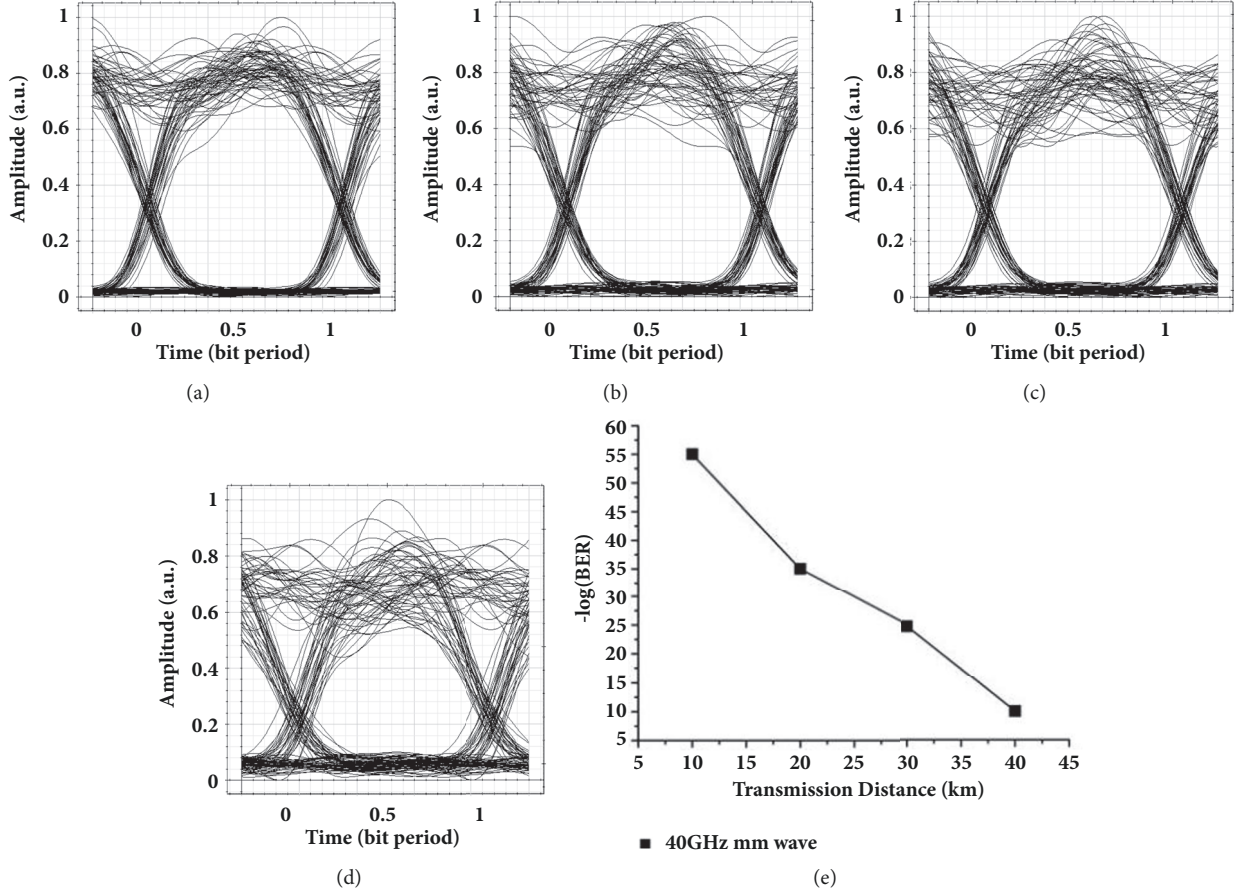 1
0.8
0.6
0.4
0.2
0
Amplitude (a.u.)
0 0.5 1
Time (bit period)
(a)
1
0.8
0.6
0.4
0.2
0
Amplitude (a.u.)
0 0.5 1
Time (bit period)
(b)
1
0.8
0.6
0.4
0.2
0
Amplitude (a.u.)
0 0.5 1
Time (bit period)
(c)
1
0.8
0.6
0.4
0.2
0
Amplitude (a.u.)
0 0.5 1
Time (bit period)
(d)
60
55
50
45
40
35
30
25
20
15
10
5
-log(BER)
5 10 15 20 25 30 35 40 45
Transmission Distance (km)
40GHz mm wave
(e)